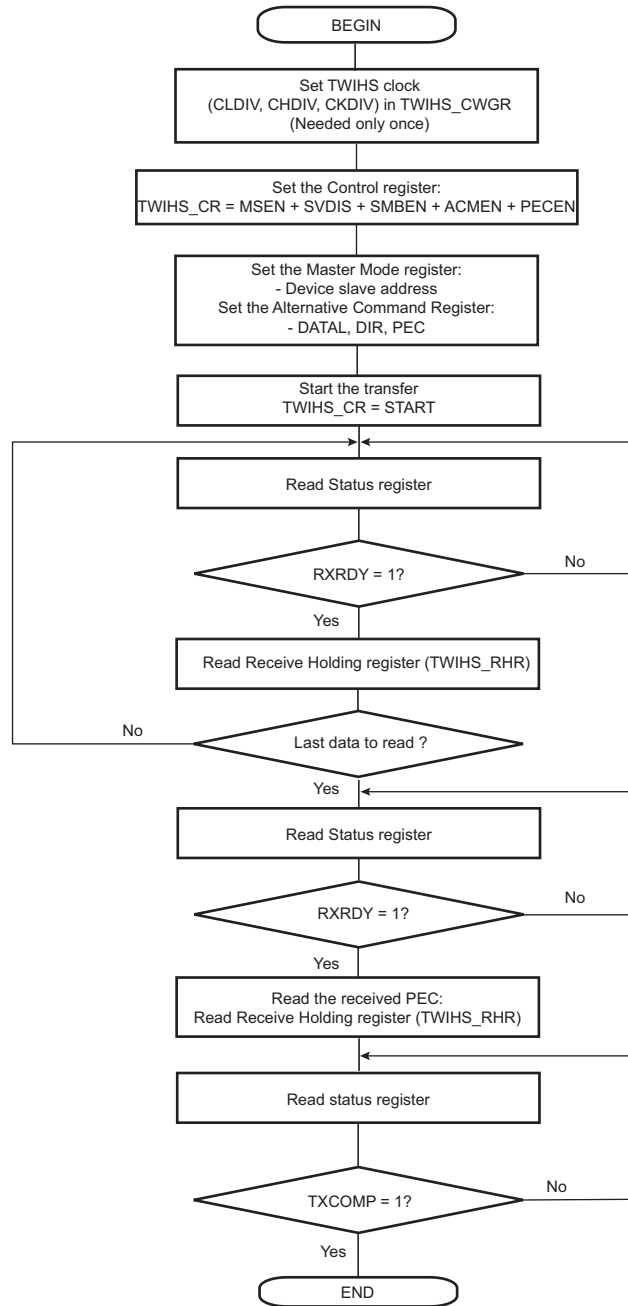 BEGIN
Set TWIHS clock
(CLDIV, CHDIV, CKDIV) in TWIHS_CWGR
(Needed only once)
Set the Control register:
TWIHS_CR = MSEN + SVDIS + SMBEN + ACMEN + PECEN
Set the Master Mode register:
- Device slave address
Set the Alternative Command Register:
- DATAL, DIR, PEC
Start the transfer
TWIHS_CR = START
Read Status register
RXRDY = 1?
No
Yes
Read Receive Holding register (TWIHS_RHR)
No
Last data to read ?
Yes
Read Status register
RXRDY = 1?
No
Yes
Read the received PEC:
Read Receive Holding register (TWIHS_RHR)
Read status register
TXCOMP = 1?
No
Yes
END